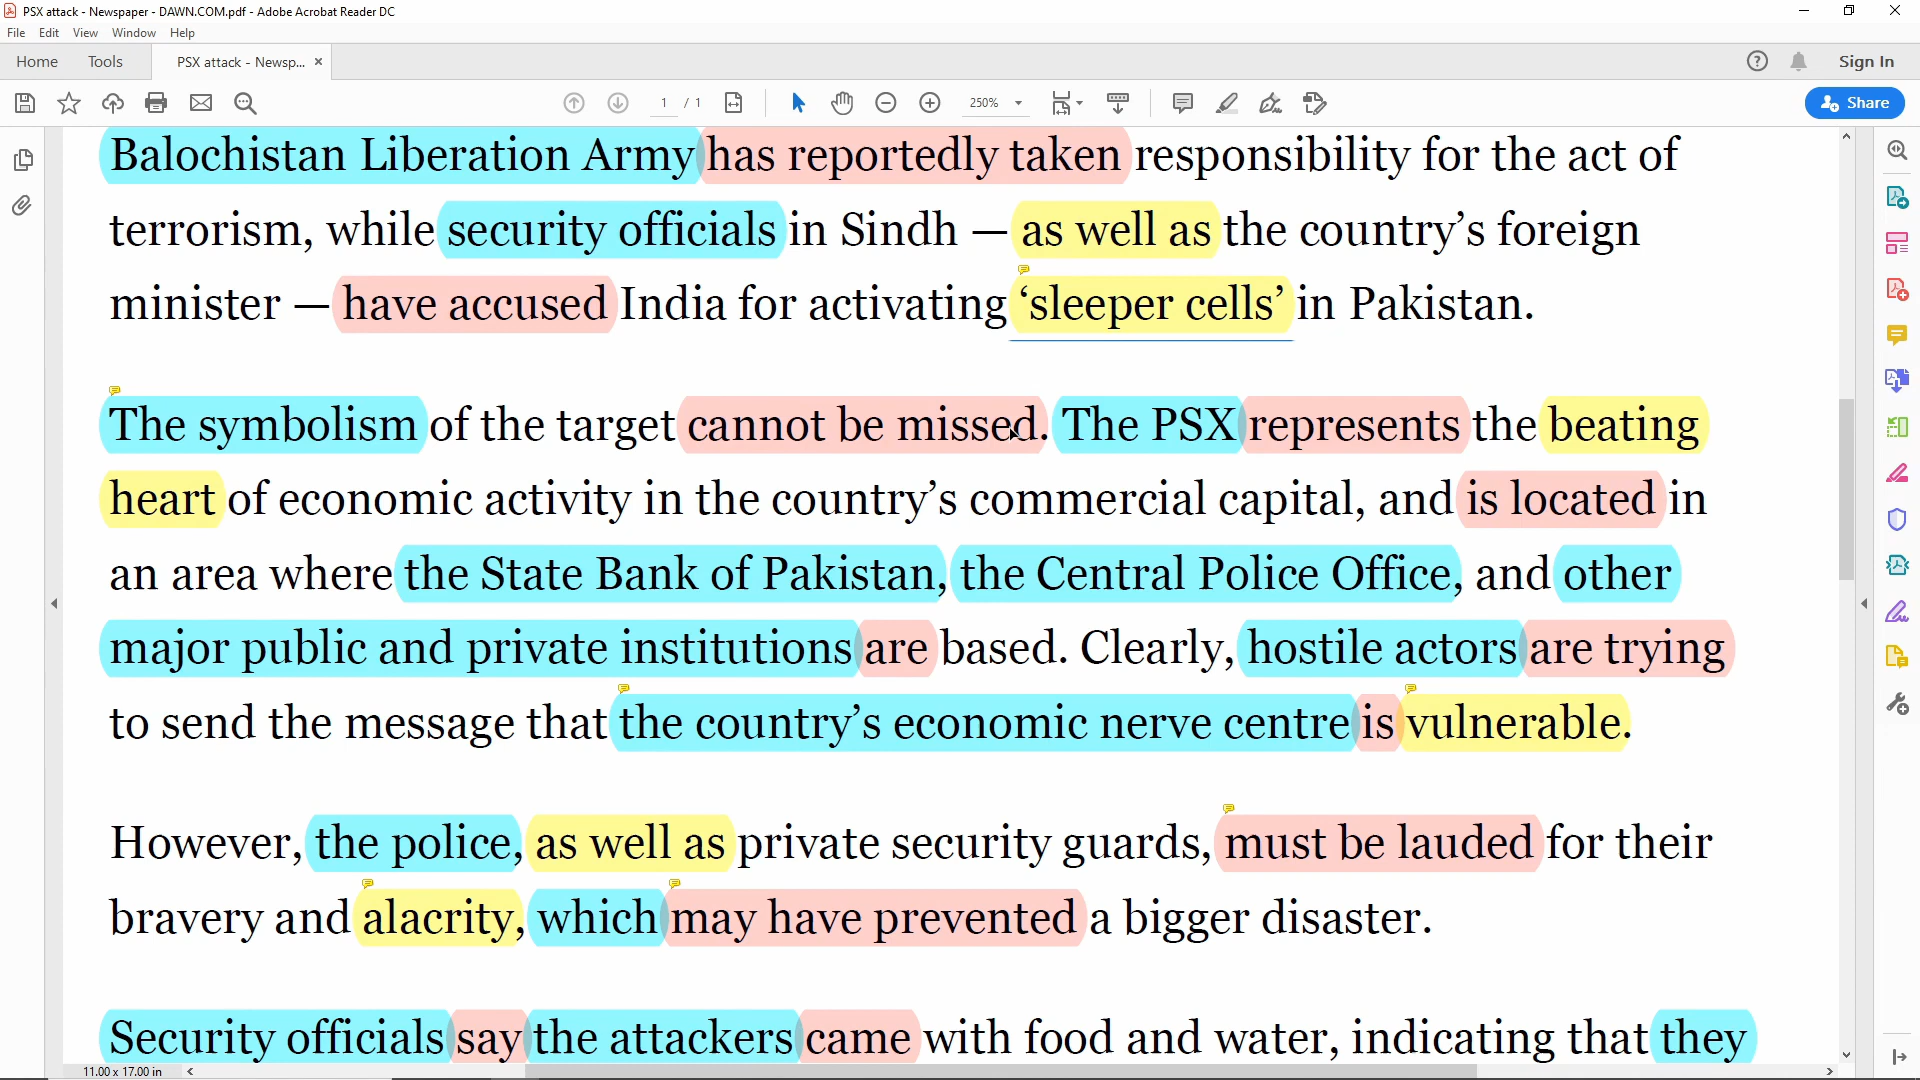 PSX attack - Newspaper - DAWN.COM.pdf - Adobe Acrobat Reader DC
File Edit View Window Help
Home Tools PSX attack - Newsp... × Sign In
1 / 1 250% Share
Balochistan Liberation Army has reportedly taken responsibility for the act of
terrorism, while security officials in Sindh — as well as the country’s foreign
minister — have accused India for activating ‘sleeper cells’ in Pakistan.
The symbolism of the target cannot be missed. The PSX represents the beating
heart of economic activity in the country’s commercial capital, and is located in
an area where the State Bank of Pakistan, the Central Police Office, and other
major public and private institutions are based. Clearly, hostile actors are trying
to send the message that the country’s economic nerve centre is vulnerable.
However, the police, as well as private security guards, must be lauded for their
bravery and alacrity, which may have prevented a bigger disaster.
Security officials say the attackers came with food and water, indicating that they
11.00 x 17.00 in